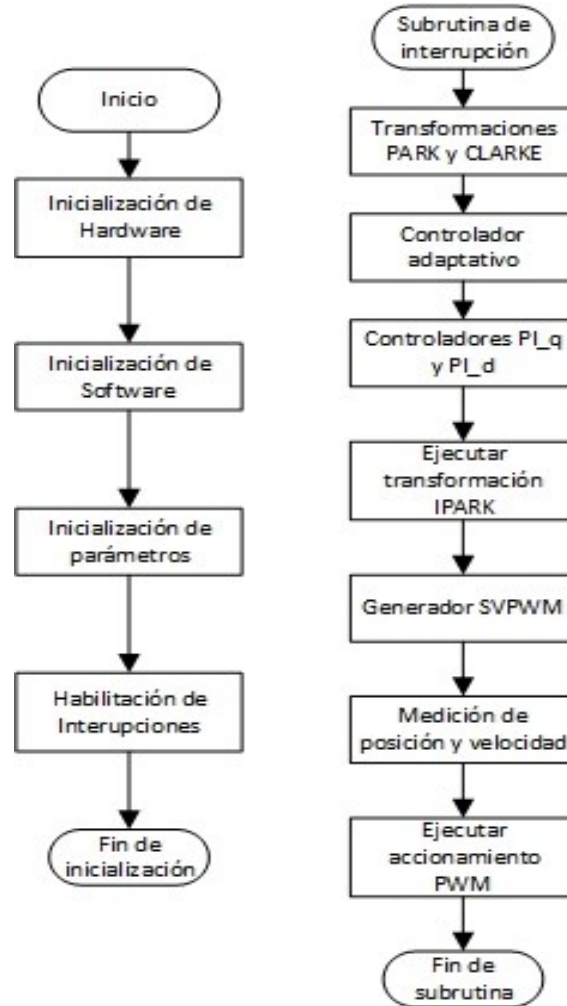 Inicio
Inicialización de
Hardware
Inicialización de
Software
Inicialización de
parámetros
Habilitación de
Interupciones
Fin de
inicialización
Subrutina de
interrupción
Transformaciones
PARK y CLARKE
Controlador
adaptativo
Controladores PI_q
y PI_d
Ejecutar
transformación
IPARK
Generador SVPWM
Medición de
posición y velocidad
Ejecutar
accionamiento
PWM
Fin de
subrutina